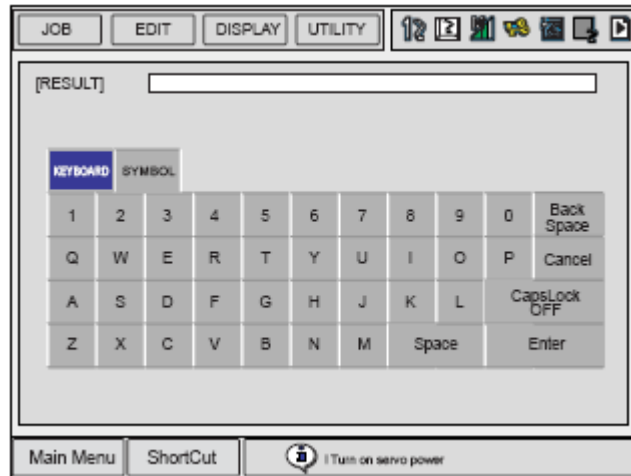 JOB EDIT DISPLAY UTILITY
[RESULT]
KEYBOARD SYMBOL
1 2 3 4 5 6 7 8 9 0 Back Space
Q W E R T Y U I O P Cancel
A S D F G H J K L CapsLock OFF
Z X C V B N M Space Enter
Main Menu ShortCut ! Turn on servo power